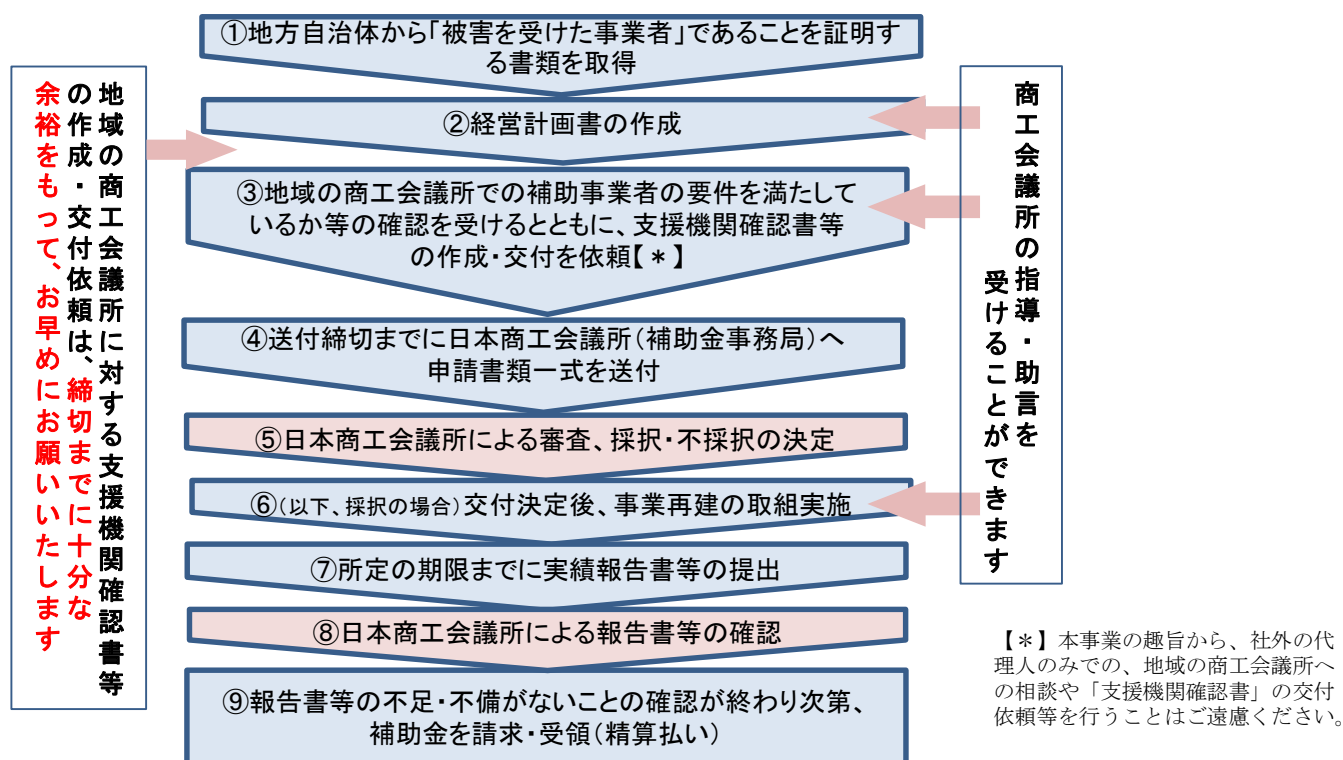 ①地方自治体から「被害を受けた事業者」であることを証明す
る書類を取得
地域の商工会議所に対する支援機関確認書等
の作成・交付依頼は、締切までに十分な
余裕をもって、お早めにお願いいたします
商工会議所の指導・助言を
受けることができます
②経営計画書の作成
③地域の商工会議所での補助事業者の要件を満たして
いるか等の確認を受けるとともに、支援機関確認書等
の作成・交付を依頼【＊】
④送付締切までに日本商工会議所（補助金事務局）へ
申請書類一式を送付
⑤日本商工会議所による審査、採択・不採択の決定
⑥（以下、採択の場合）交付決定後、事業再建の取組実施
⑦所定の期限までに実績報告書等の提出
⑧日本商工会議所による報告書等の確認
⑨報告書等の不足・不備がないことの確認が終わり次第、
補助金を請求・受領（精算払い）
【＊】本事業の趣旨から、社外の代
理人のみでの、地域の商工会議所へ
の相談や「支援機関確認書」の交付
依頼等を行うことはご遠慮ください。